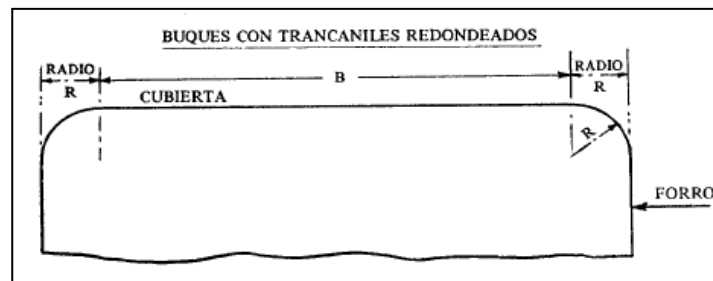 BUQUES CON TRANCANILES REDONDEADOS
RADIO
R
B
RADIO
R
CUBIERTA
R
FORRO